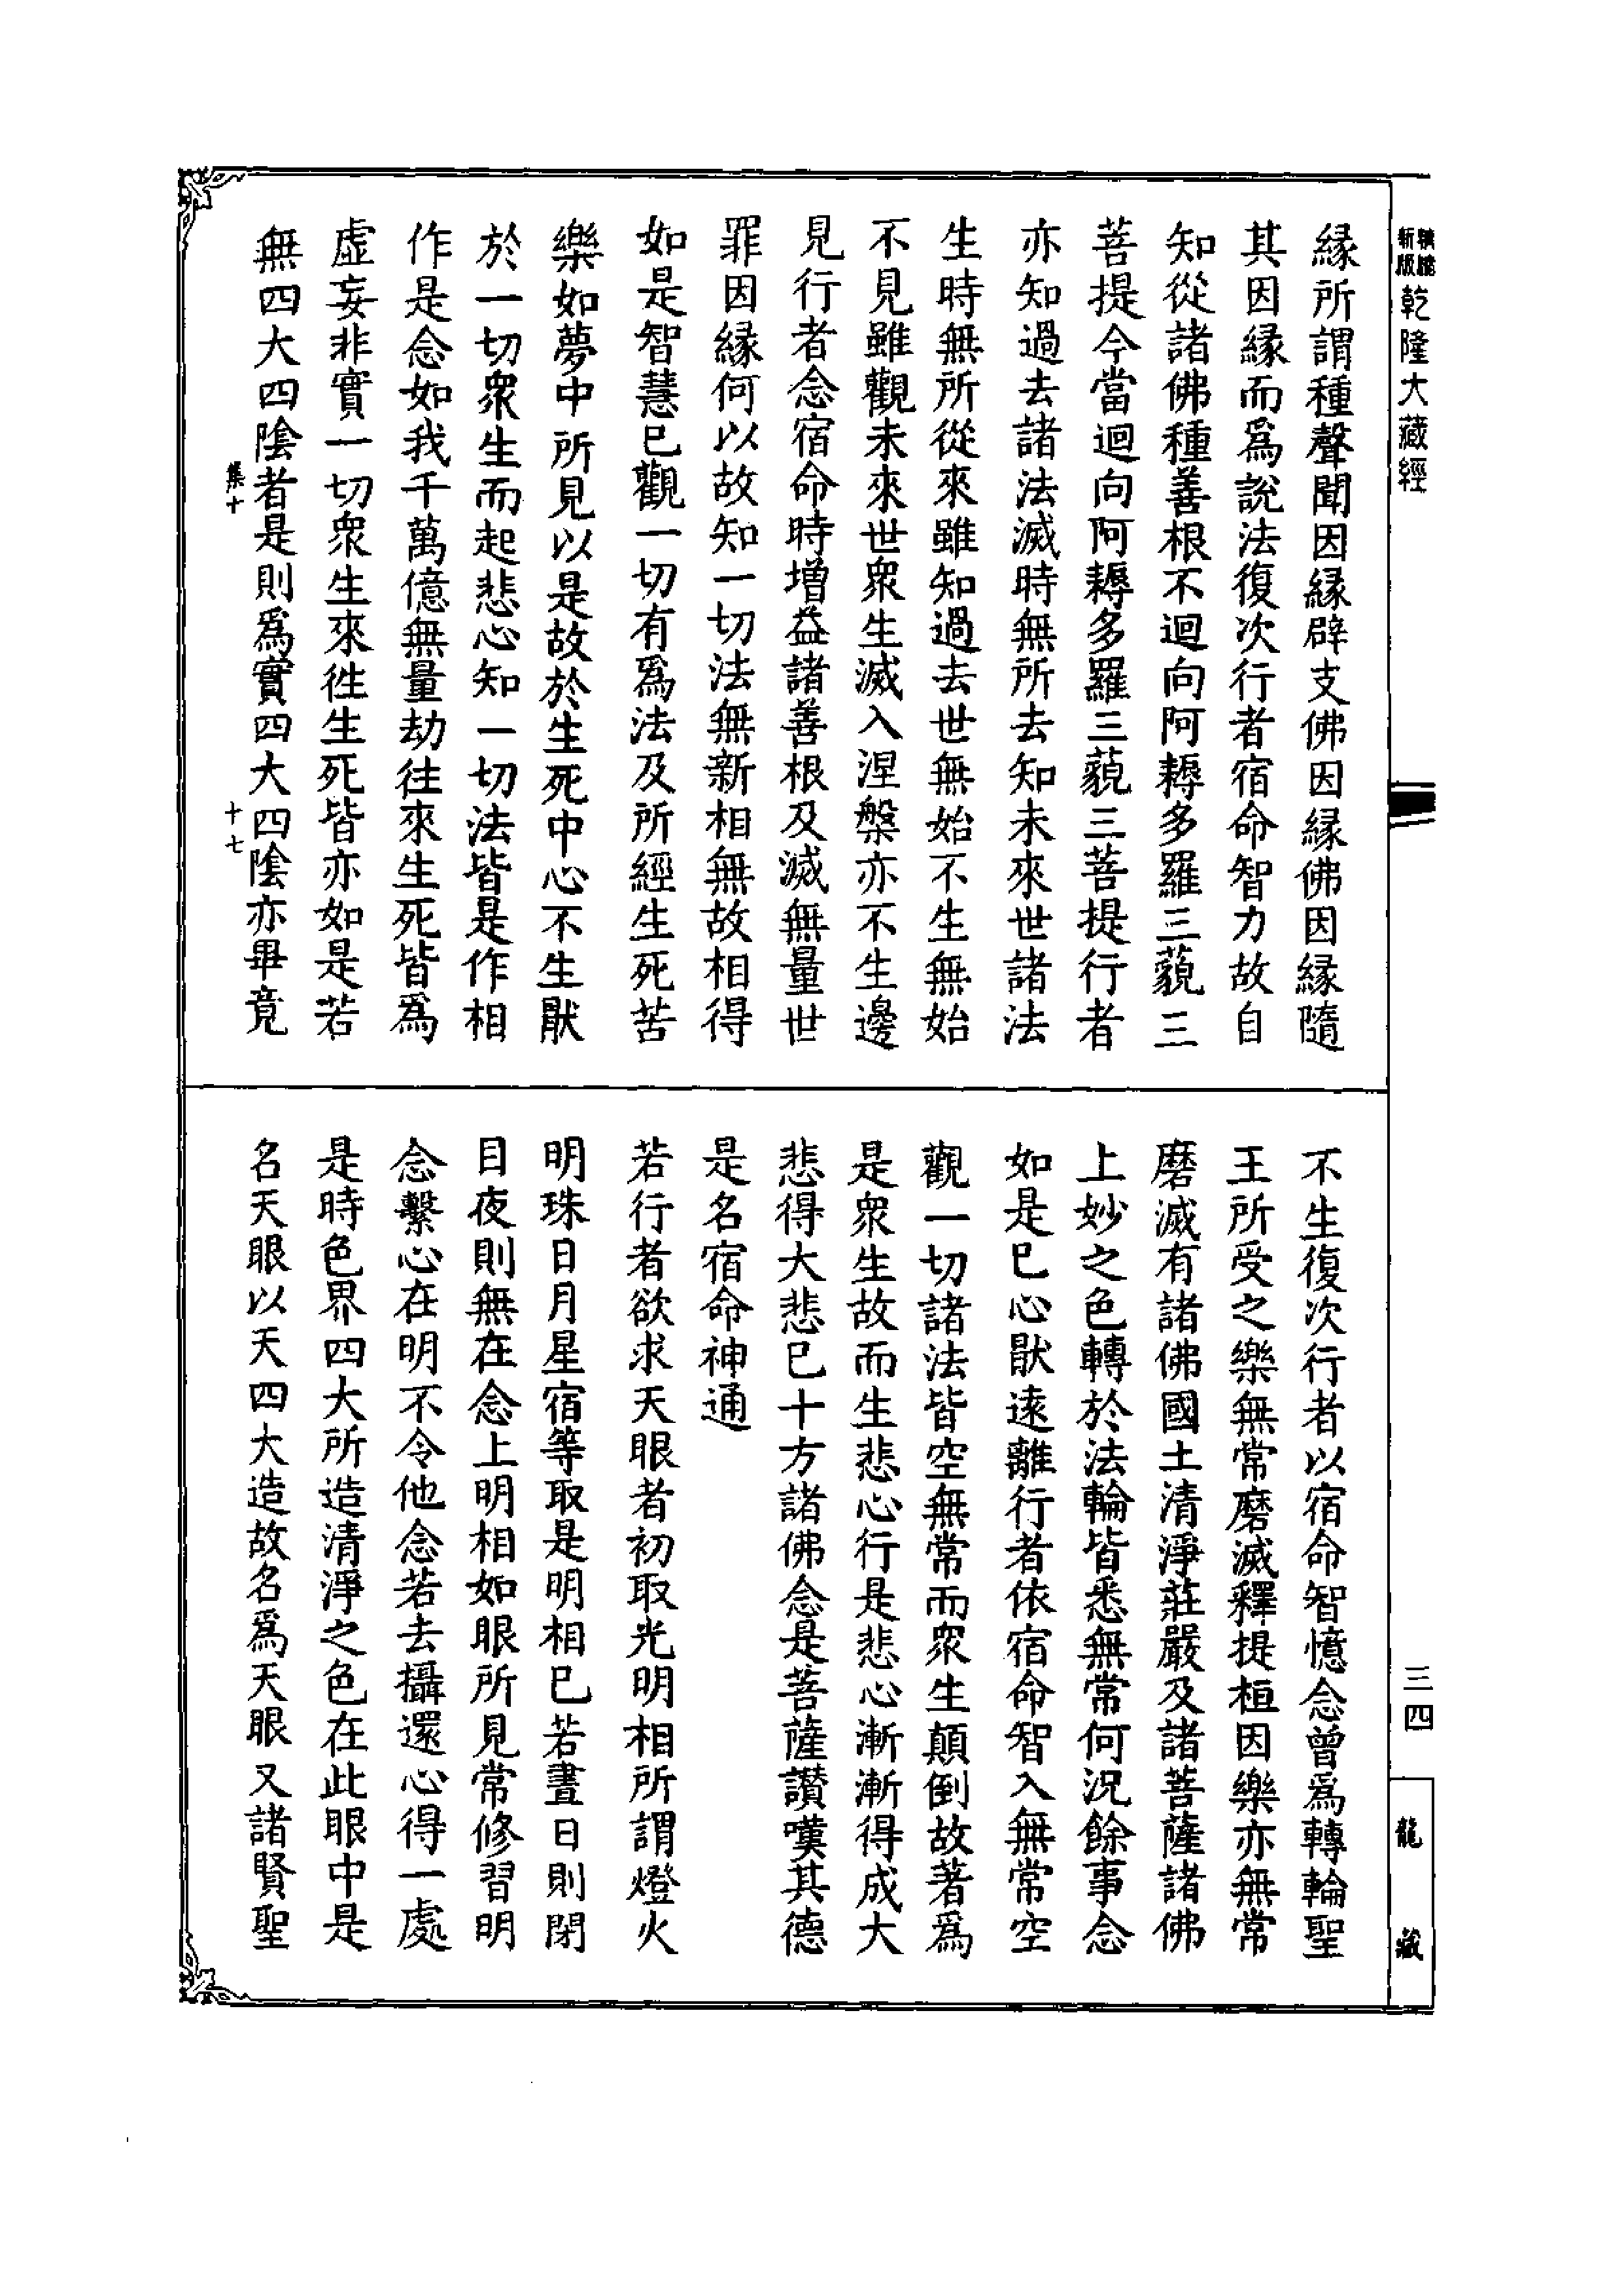 乾隆大藏經
三四
龍藏
緣所謂種聲聞因緣辟支佛因緣佛因緣隨
其因緣而爲說法復次行者宿命智力故自
知從諸佛種善根不迴向阿耨多羅三藐三
菩提今當迴向阿耨多羅三藐三菩提行者
亦知過去諸法滅時無所去知未來世諸法
生時無所從來雖知過去世無始不生無始
不見雖觀未來世衆生滅入涅槃亦不生邊
見行者念宿命時增益諸善根及滅無量世
罪因緣何以故知一切法無新相無故相得
如是智慧已觀一切有爲法及所經生死苦
樂如夢中所見以是故於生死中心不生猒
於一切衆生而起悲心知一切法皆是作相
作是念如我千萬億無量劫往來生死皆爲
虛妄非實一切衆生來徃生死皆亦如是若
無四大四陰者是則爲實四大四陰亦畢竟
集十
十七
不生復次行者以宿命智憶念曾爲轉輪聖
王所受之樂無常磨滅釋提桓因樂亦無常
磨滅有諸佛國土清淨莊嚴及諸菩薩諸佛
上妙之色轉於法輪皆悉無常何況餘事念
如是已心猒遠離行者依宿命智入無常空
觀一切諸法皆空無常而衆生顛倒故著爲
是衆生故而生悲心行是悲心漸漸得成大
悲得大悲已十方諸佛念是菩薩讚嘆其德
是名宿命神通
若行者欲求天眼者初取光明相所謂燈火
明珠日月星宿等取是明相已若晝日則閉
目夜則無在念上明相如眼所見常修習明
念繫心在明不令他念若去攝還心得一處
是時色界四大所造清淨之色在此眼中是
名天眼以天四大造故名爲天眼又諸賢聖